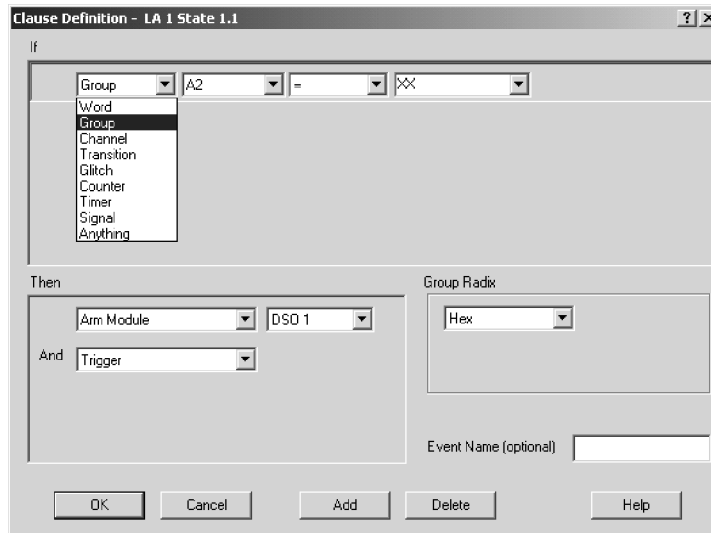 Clause Definition - LA 1 State 1.1
If
Group A2 = XX
Word
Group
Channel
Transition
Glitch
Counter
Timer
Signal
Anything
Then
Arm Module DSO 1
And Trigger
Group Radix
Hex
Event Name (optional)
OK Cancel Add Delete Help